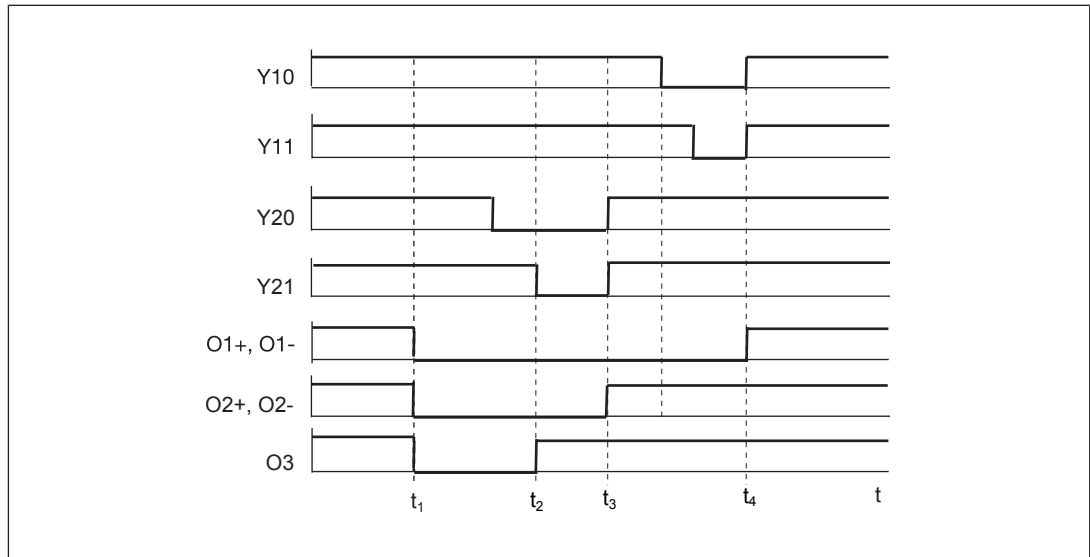 Y10
Y11
Y20
Y21
O1+, O1-
O2+, O2-
O3
t₁ t₂ t₃ t₄ t